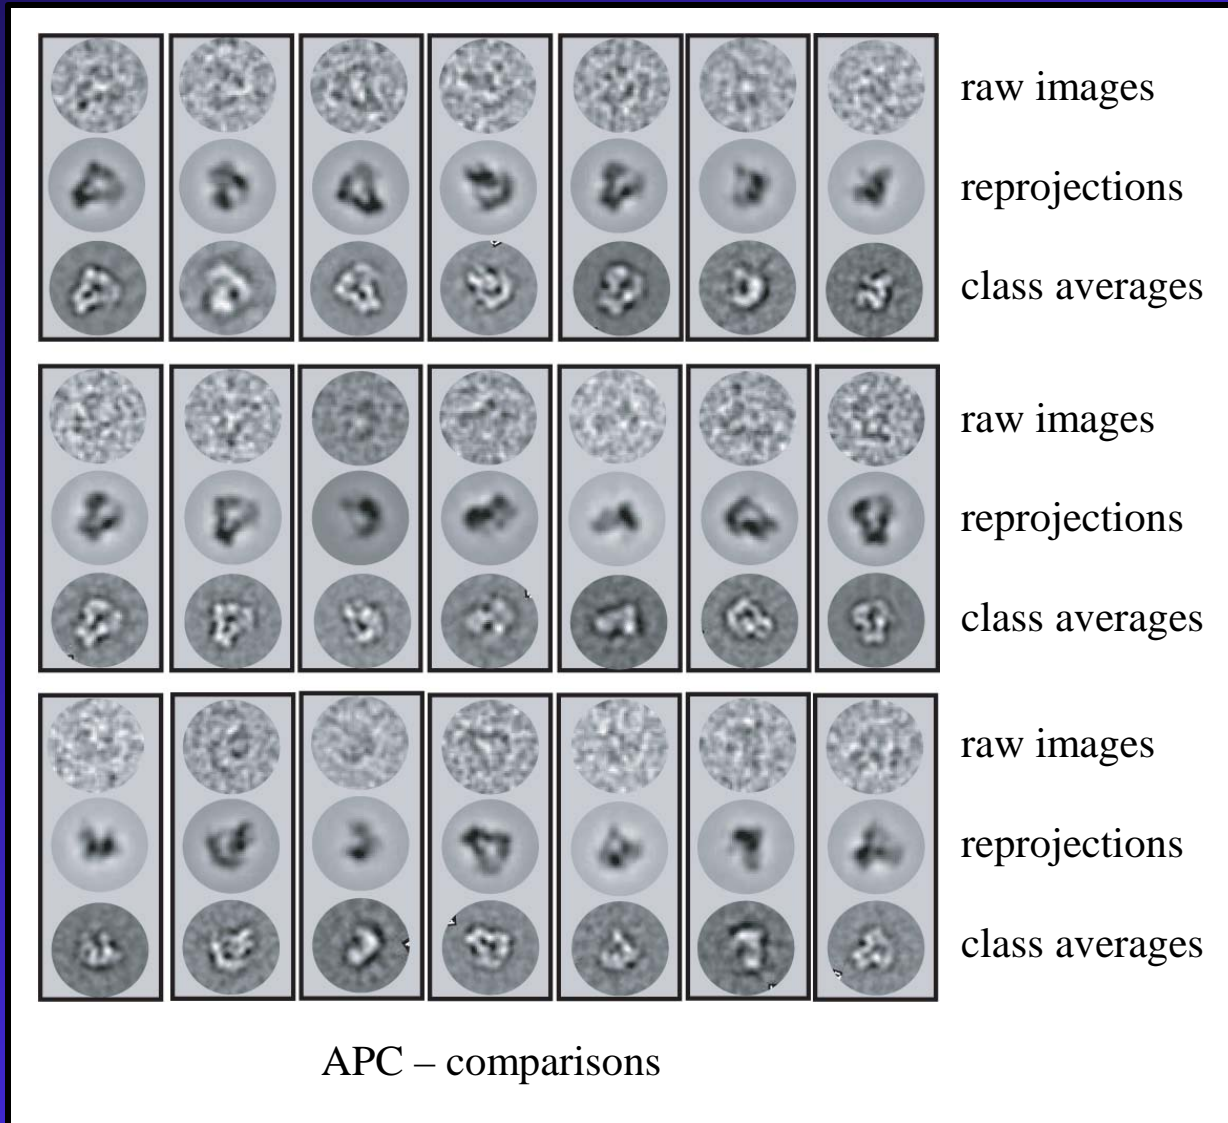 raw images
reprojections
class averages
raw images
reprojections
class averages
raw images
reprojections
class averages
APC – comparisons